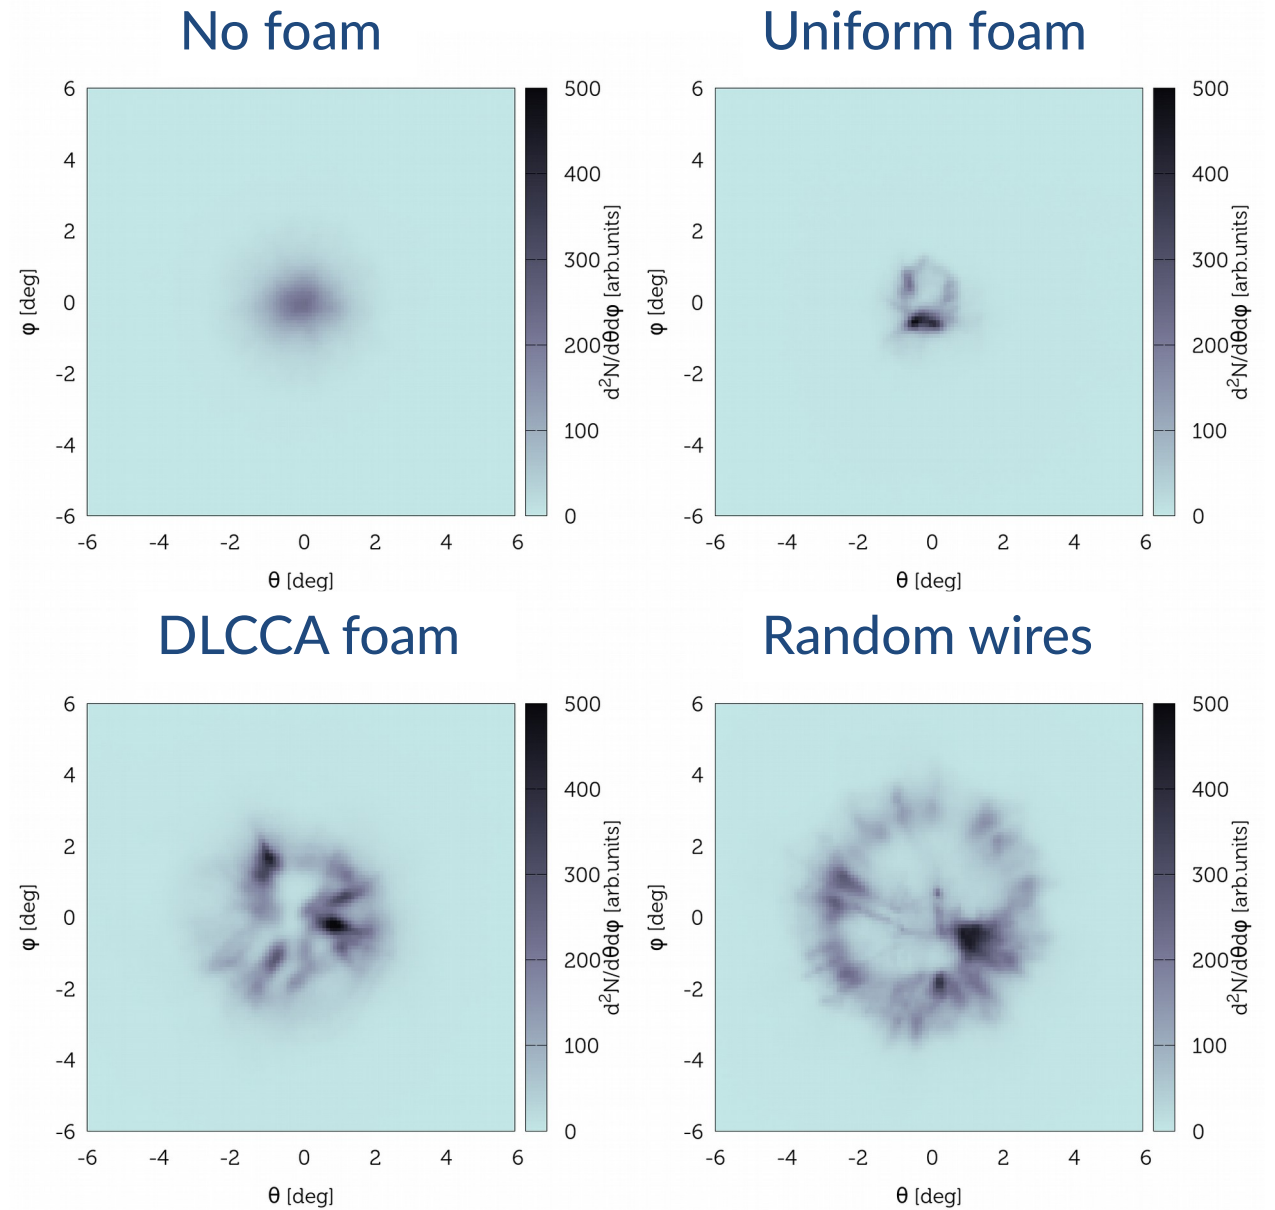 No foam
6
4
2
0
-2
-4
-6
φ [deg]
-6 -4 -2 0 2 4 6
θ [deg]
500
400
300
200
100
0
d²N/dθdφ [arb.units]
Uniform foam
6
4
2
0
-2
-4
-6
φ [deg]
-6 -4 -2 0 2 4 6
θ [deg]
500
400
300
200
100
0
d²N/dθdφ [arb.units]
DLCCA foam
6
4
2
0
-2
-4
-6
φ [deg]
-6 -4 -2 0 2 4 6
θ [deg]
500
400
300
200
100
0
d²N/dθdφ [arb.units]
Random wires
6
4
2
0
-2
-4
-6
φ [deg]
-6 -4 -2 0 2 4 6
θ [deg]
500
400
300
200
100
0
d²N/dθdφ [arb.units]